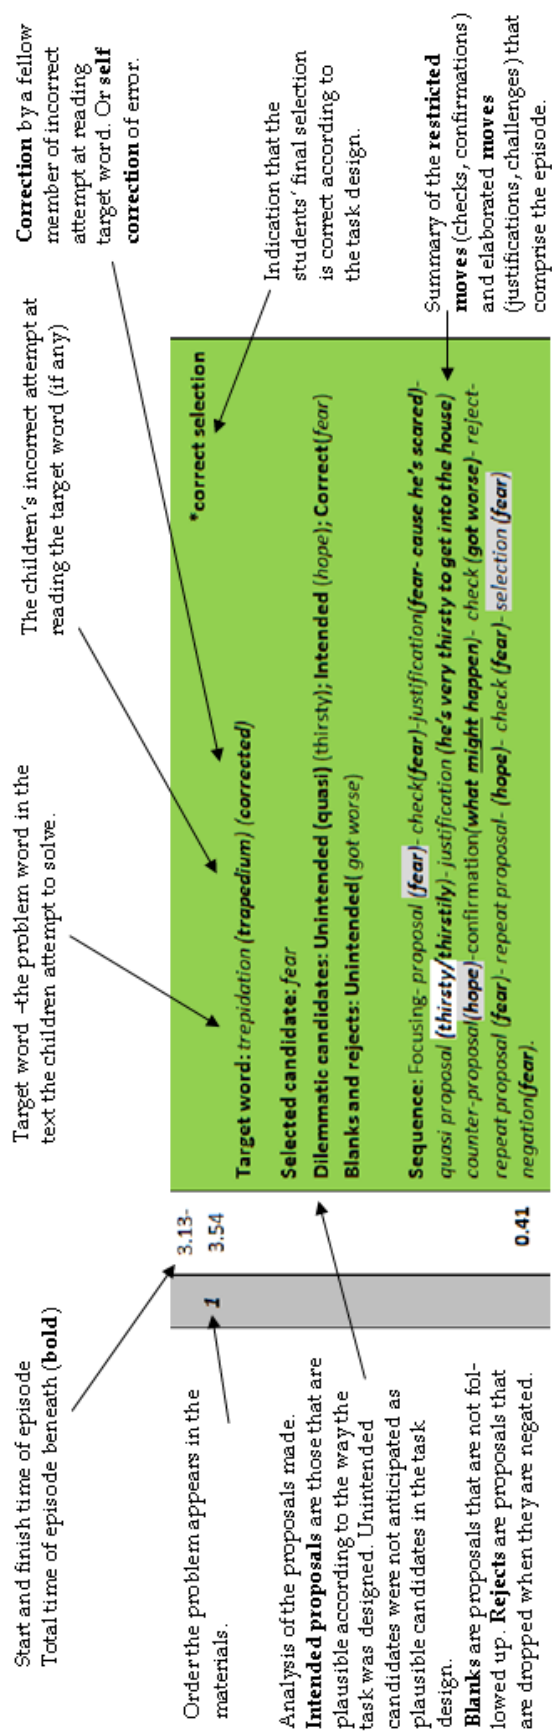 Start and finish time of episode
Total time of episode beneath (bold)
Target word –the problem word in the
text the children attempt to solve.
The children's incorrect attempt at
reading the target word (if any)
Correction by a fellow
member of incorrect
attempt at reading
target word. Or self
correction of error.
Order the problem appears in the
materials.
1
3.13-
3.54
0.41
*correct selection
Target word: trepidation (trapedium) (corrected)
Selected candidate: fear
Dilemmatic candidates: Unintended (quasi) (thirsty); Intended (hope); Correct(fear)
Blanks and rejects: Unintended( got worse)
Sequence: Focusing- proposal (fear)- check(fear)-justification(fear- cause he's scared)-
quasi proposal (thirsty/thirstily)- justification (he's very thirsty to get into the house)
counter-proposal(hope)-confirmation(what might happen)- check (got worse)- reject-
repeat proposal (fear)- repeat proposal- (hope)- check (fear)- selection (fear)
negation(fear).
Indication that the
students' final selection
is correct according to
the task design.
Summary of the restricted
moves (checks, confirmations)
and elaborated moves
(justifications, challenges) that
comprise the episode.
Analysis of the proposals made.
Intended proposals are those that are
plausible according to the way the
task was designed. Unintended
candidates were not anticipated as
plausible candidates in the task
design.
Blanks are proposals that are not fol-
lowed up. Rejects are proposals that
are dropped when they are negated.